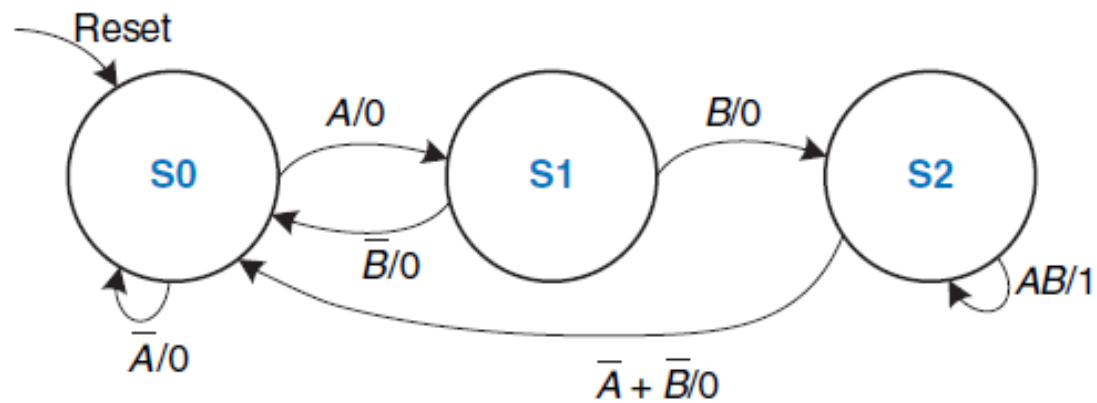 Reset
A/0
B/0
S0
S1
S2
B̅/0
AB/1
A̅/0
A̅ + B̅/0